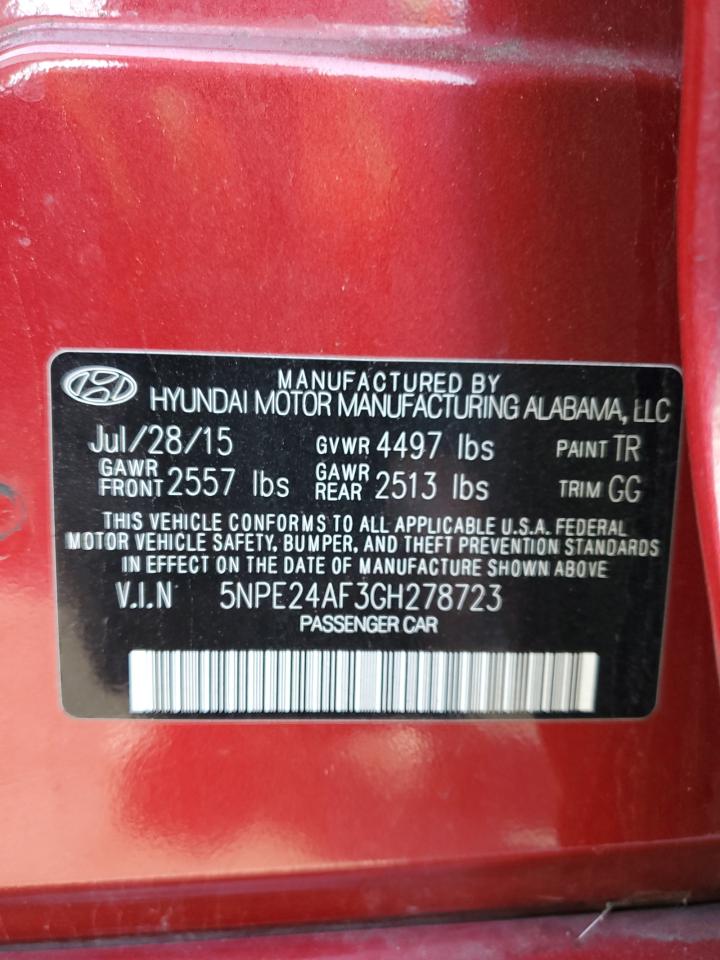 MANUFACTURED BY
HYUNDAI MOTOR MANUFACTURING ALABAMA, LLC
Jul/28/15 GVWR 4497 lbs PAINT TR
GAWR FRONT 2557 lbs GAWR REAR 2513 lbs TRIM GG
THIS VEHICLE CONFORMS TO ALL APPLICABLE U.S.A. FEDERAL
MOTOR VEHICLE SAFETY, BUMPER, AND THEFT PREVENTION STANDARDS
IN EFFECT ON THE DATE OF MANUFACTURE SHOWN ABOVE
V.I.N 5NPE24AF3GH278723
PASSENGER CAR